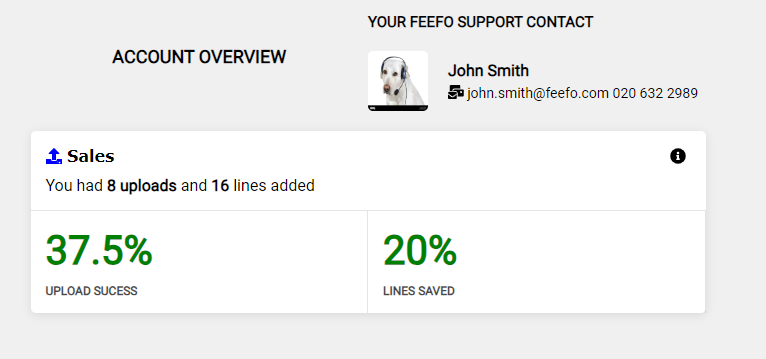 YOUR FEEFO SUPPORT CONTACT
ACCOUNT OVERVIEW
John Smith
john.smith@feefo.com 020 632 2989
Sales
You had 8 uploads and 16 lines added
37.5%
20%
UPLOAD SUCESS
LINES SAVED